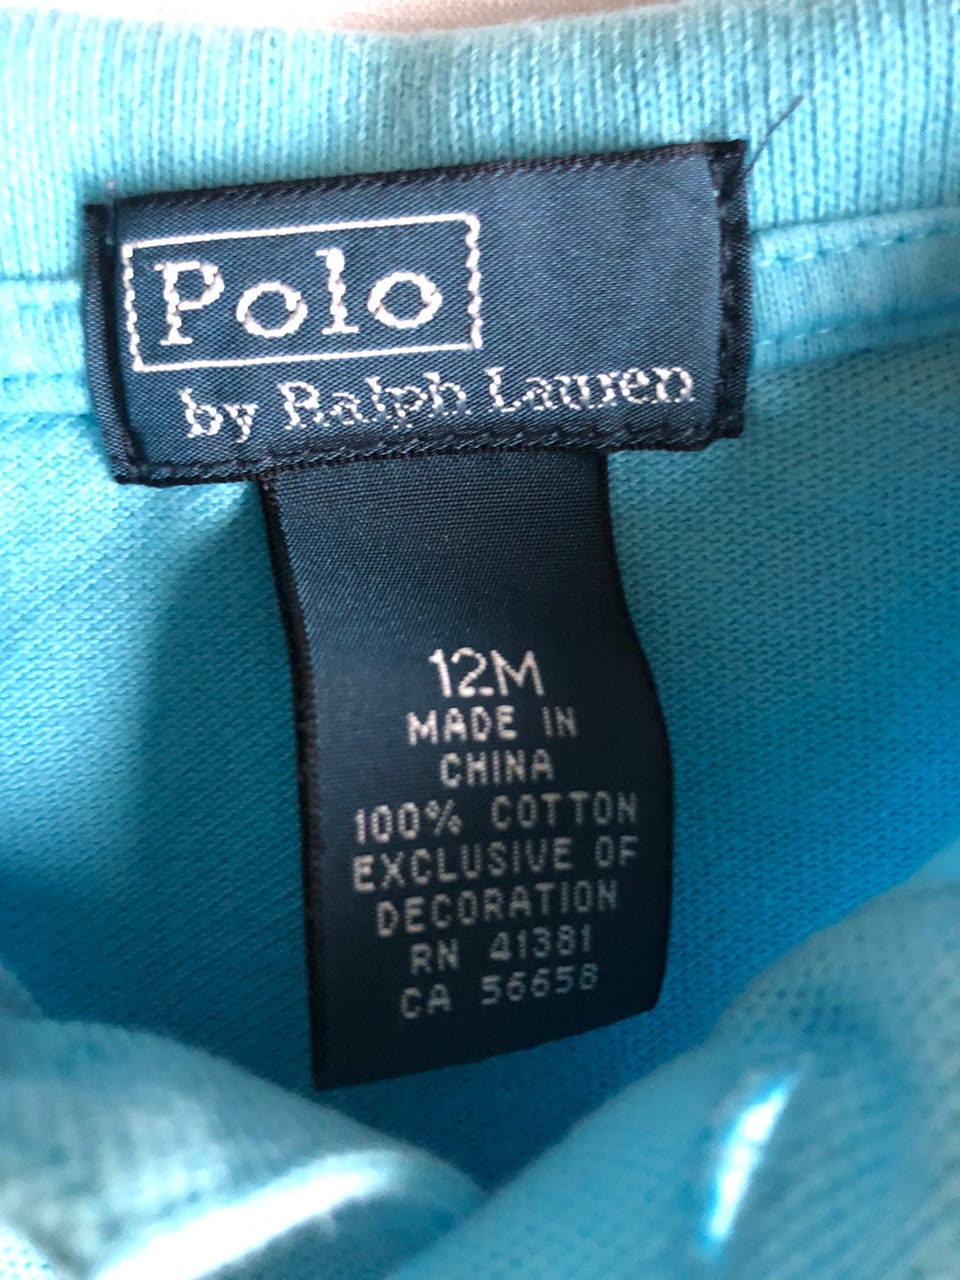 Polo
by Ralph Lauren
12M
MADE IN
CHINA
100% COTTON
EXCLUSIVE OF
DECORATION
RN 41381
CA 56658